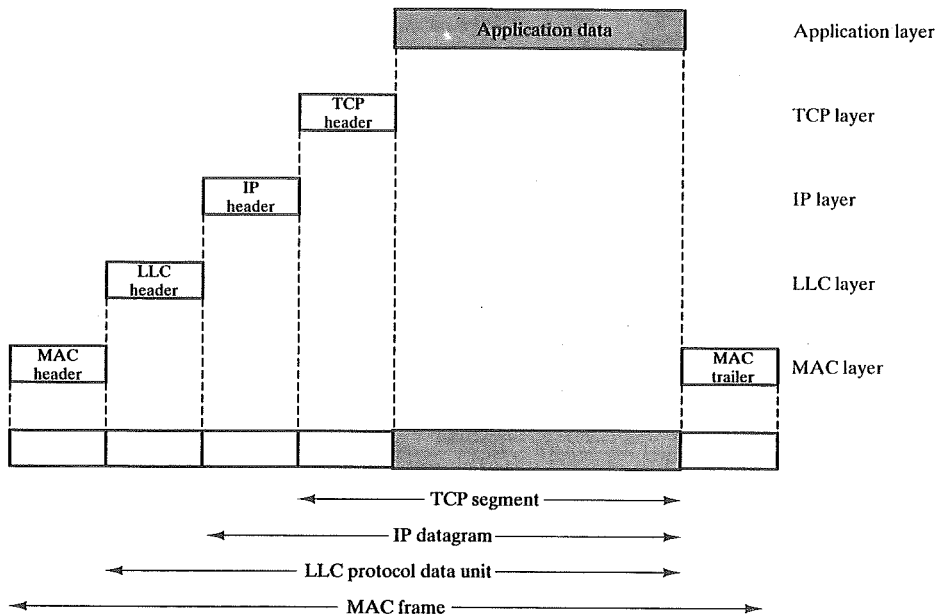 Application data
Application layer
TCP
header
TCP layer
IP
header
IP layer
LLC
header
LLC layer
MAC
header
MAC
trailer
MAC layer
TCP segment
IP datagram
LLC protocol data unit
MAC frame